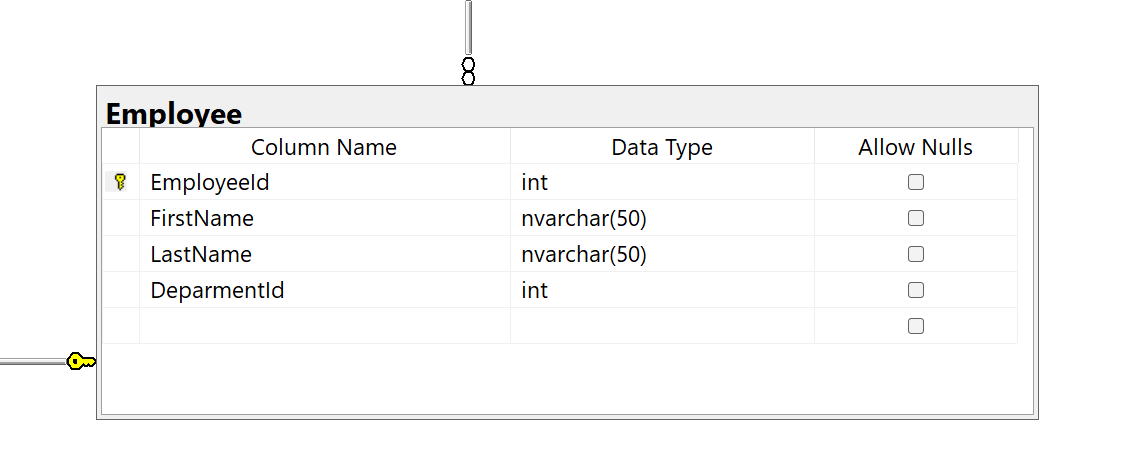 Employee
Column Name Data Type Allow Nulls
EmployeeId int
FirstName nvarchar(50)
LastName nvarchar(50)
DeparmentId int